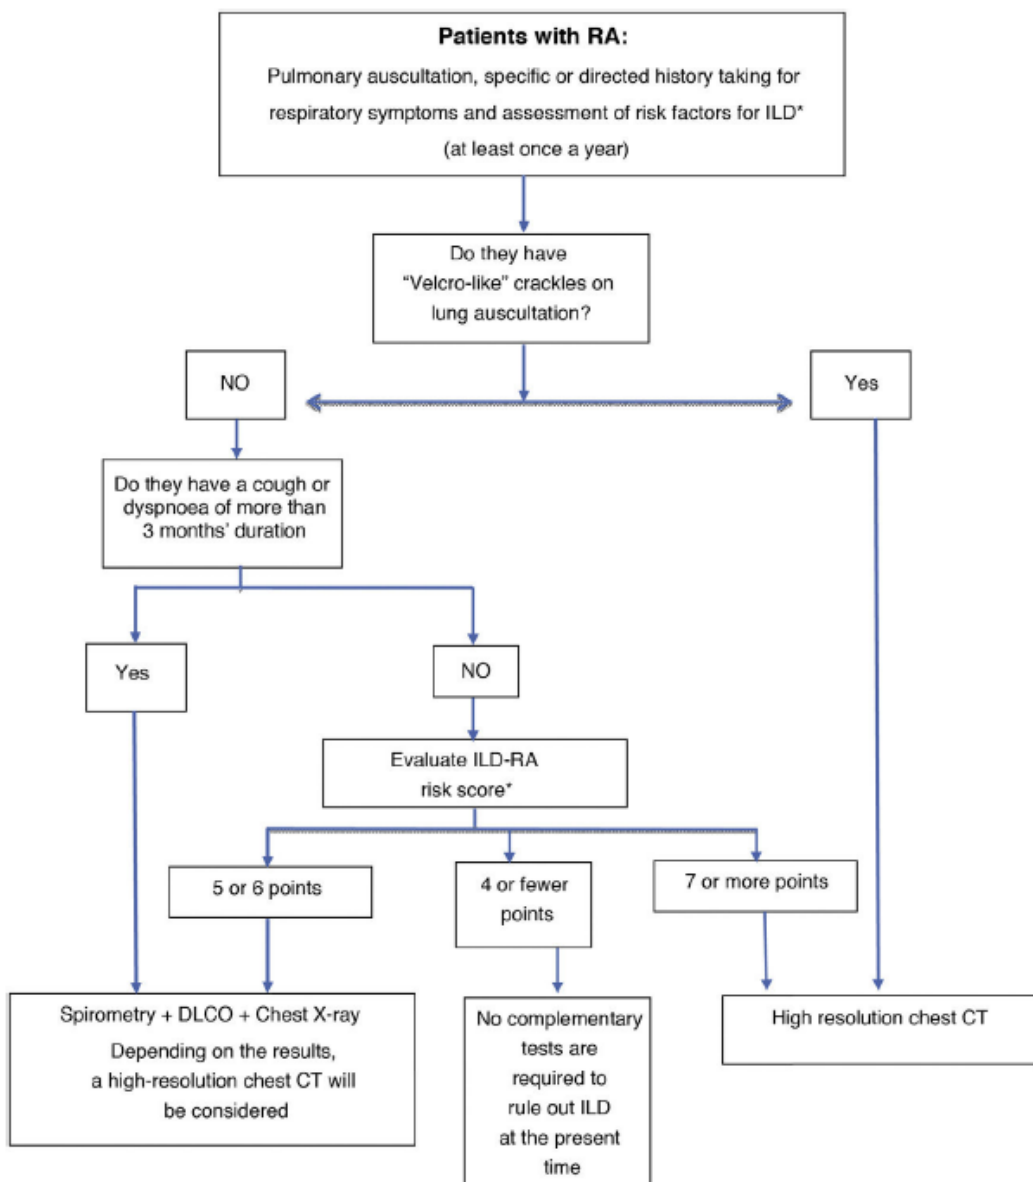 Patients with RA:
Pulmonary auscultation, specific or directed history taking for
respiratory symptoms and assessment of risk factors for ILD*
(at least once a year)
Do they have
“Velcro-like” crackles on
lung auscultation?
NO
Yes
Do they have a cough or
dyspnoea of more than
3 months’ duration
Yes
NO
Evaluate ILD-RA
risk score*
5 or 6 points
4 or fewer
points
7 or more points
Spirometry + DLCO + Chest X-ray
Depending on the results,
a high-resolution chest CT will
be considered
No complementary
tests are
required to
rule out ILD
at the present
time
High resolution chest CT